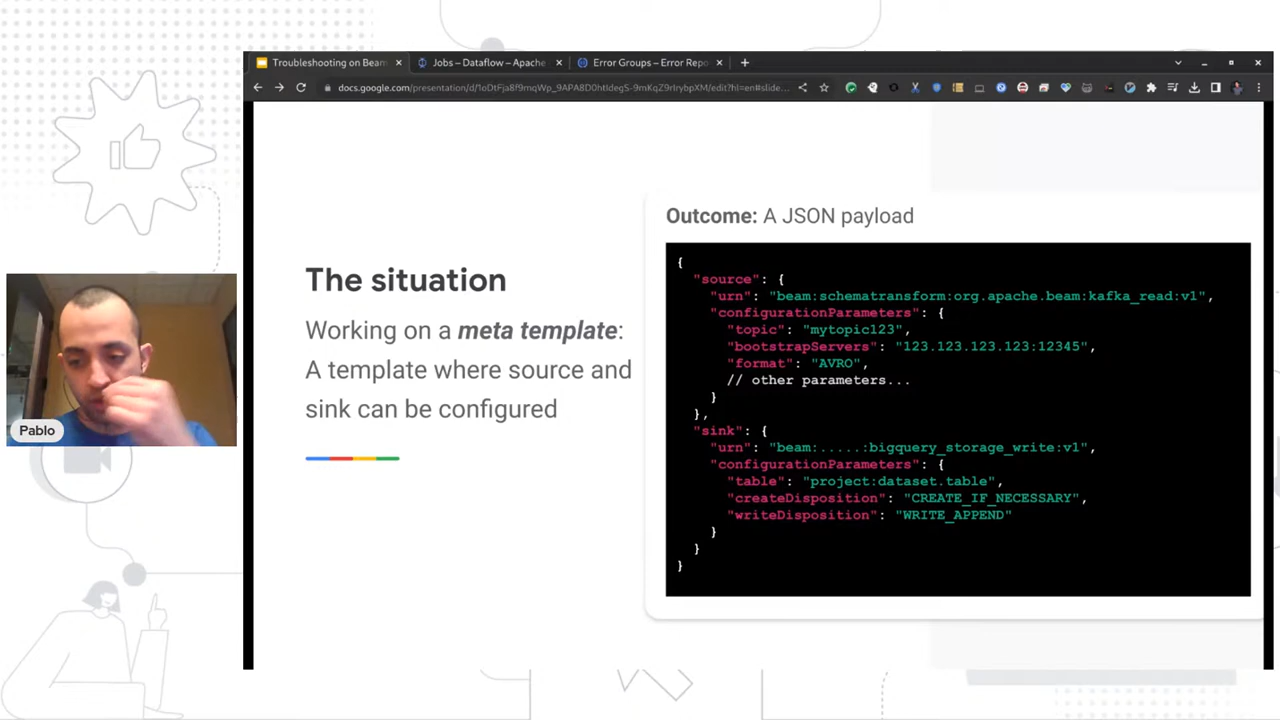 Troubleshooting on Beam
Jobs – Dataflow – Apache
Error Groups – Error Repo
The situation
Working on a meta template:
A template where source and
sink can be configured
Outcome: A JSON payload
{
"source": {
"urn": "beam:schematransform:org.apache.beam:kafka_read:v1",
"configurationParameters": {
"topic": "mytopic123",
"bootstrapServers": "123.123.123.123:12345",
"format": "AVRO",
// other parameters...
}
},
"sink": {
"urn": "beam:.....:bigquery_storage_write:v1",
"configurationParameters": {
"table": "project:dataset.table",
"createDisposition": "CREATE_IF_NECESSARY",
"writeDisposition": "WRITE_APPEND"
}
}
}
Pablo